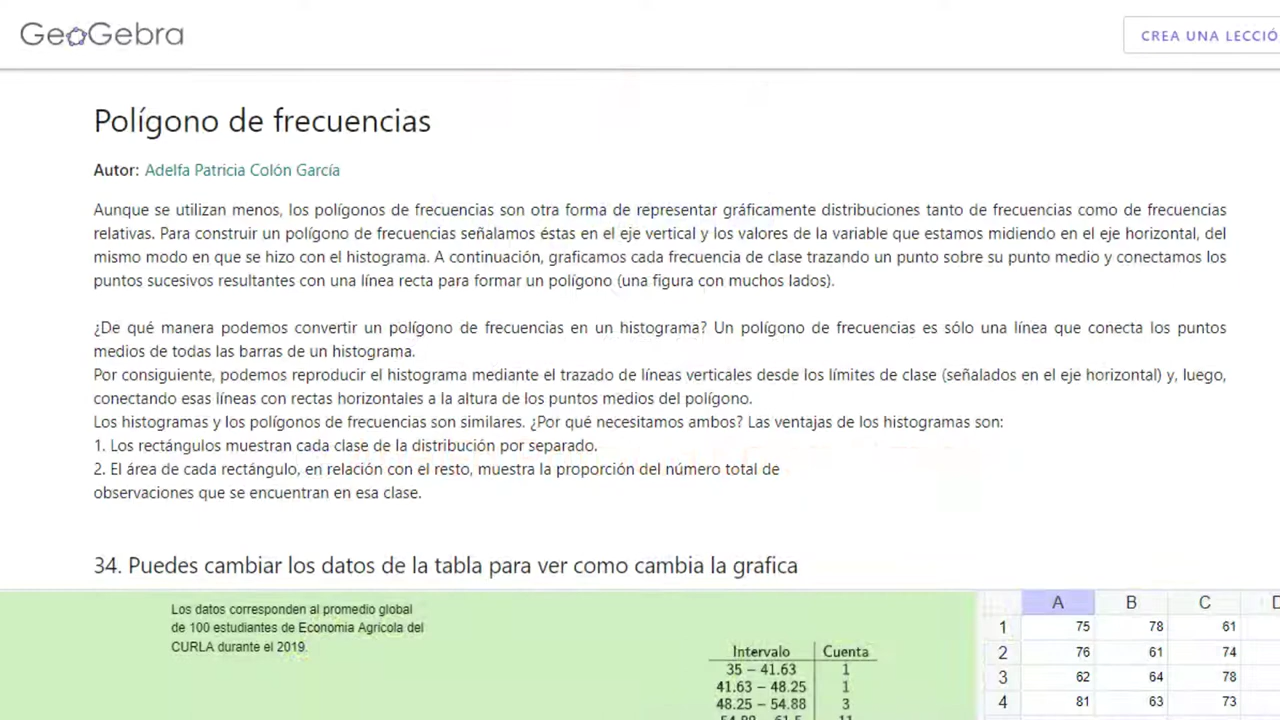 GeoGebra
CREA UNA LECCIÓ
Polígono de frecuencias
Autor: Adelfa Patricia Colón García
Aunque se utilizan menos, los polígonos de frecuencias son otra forma de representar gráficamente distribuciones tanto de frecuencias como de frecuencias
relativas. Para construir un polígono de frecuencias señalamos éstas en el eje vertical y los valores de la variable que estamos midiendo en el eje horizontal, del
mismo modo en que se hizo con el histograma. A continuación, graficamos cada frecuencia de clase trazando un punto sobre su punto medio y conectamos los
puntos sucesivos resultantes con una línea recta para formar un polígono (una figura con muchos lados).
¿De qué manera podemos convertir un polígono de frecuencias en un histograma? Un polígono de frecuencias es sólo una línea que conecta los puntos
medios de todas las barras de un histograma.
Por consiguiente, podemos reproducir el histograma mediante el trazado de líneas verticales desde los límites de clase (señalados en el eje horizontal) y, luego,
conectando esas líneas con rectas horizontales a la altura de los puntos medios del polígono.
Los histogramas y los polígonos de frecuencias son similares. ¿Por qué necesitamos ambos? Las ventajas de los histogramas son:
1. Los rectángulos muestran cada clase de la distribución por separado.
2. El área de cada rectángulo, en relación con el resto, muestra la proporción del número total de
observaciones que se encuentran en esa clase.
34. Puedes cambiar los datos de la tabla para ver como cambia la grafica
Los datos corresponden al promedio global
de 100 estudiantes de Economia Agrícola del
CURLA durante el 2019.
Intervalo Cuenta
35 – 41.63 1
41.63 – 48.25 1
48.25 – 54.88 3
54.88 – 61.5 11
A B C
1 75 78 61
2 76 61 74
3 62 64 78
4 81 63 73